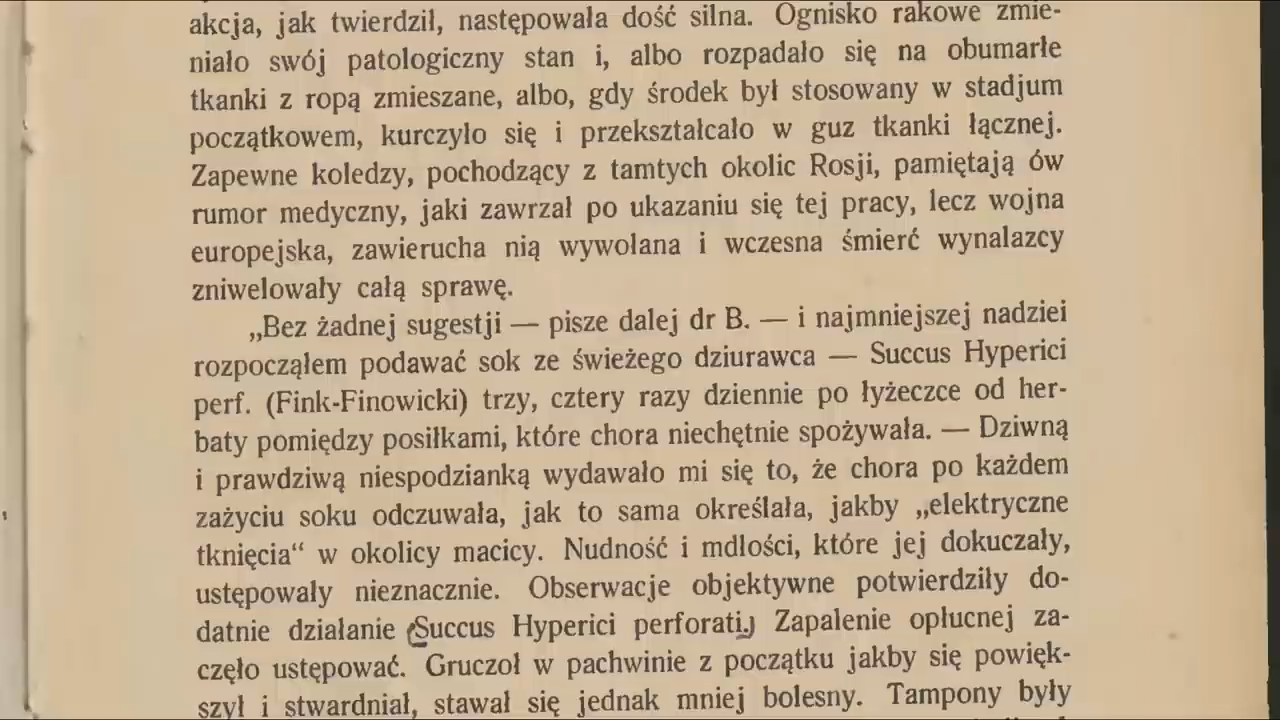 akcja, jak twierdził, następowała dość silna. Ognisko rakowe zmie-
niało swój patologiczny stan i, albo rozpadało się na obumarłe
tkanki z ropą zmieszane, albo, gdy środek był stosowany w stadjum
początkowem, kurczyło się i przekształcało w guz tkanki łącznej.
Zapewne koledzy, pochodzący z tamtych okolic Rosji, pamiętają ów
rumor medyczny, jaki zawrzał po ukazaniu się tej pracy, lecz wojna
europejska, zawierucha nią wywołana i wczesna śmierć wynalazcy
zniwelowały całą sprawę.
„Bez żadnej sugestji — pisze dalej dr B. — i najmniejszej nadziei
rozpocząłem podawać sok ze świeżego dziurawca — Succus Hyperici
perf. (Fink-Finowicki) trzy, cztery razy dziennie po łyżeczce od her-
baty pomiędzy posiłkami, które chora niechętnie spożywała. — Dziwną
i prawdziwą niespodzianką wydawało mi się to, że chora po każdem
zażyciu soku odczuwała, jak to sama określała, jakby „elektryczne
tknięcia“ w okolicy macicy. Nudność i mdłości, które jej dokuczały,
ustępowały nieznacznie. Obserwacje objektywne potwierdziły do-
datnie działanie (Succus Hyperici perforati.) Zapalenie opłucnej za-
częło ustępować. Gruczoł w pachwinie z początku jakby się powięk-
szył i stwardniał, stawał się jednak mniej bolesny. Tampony były